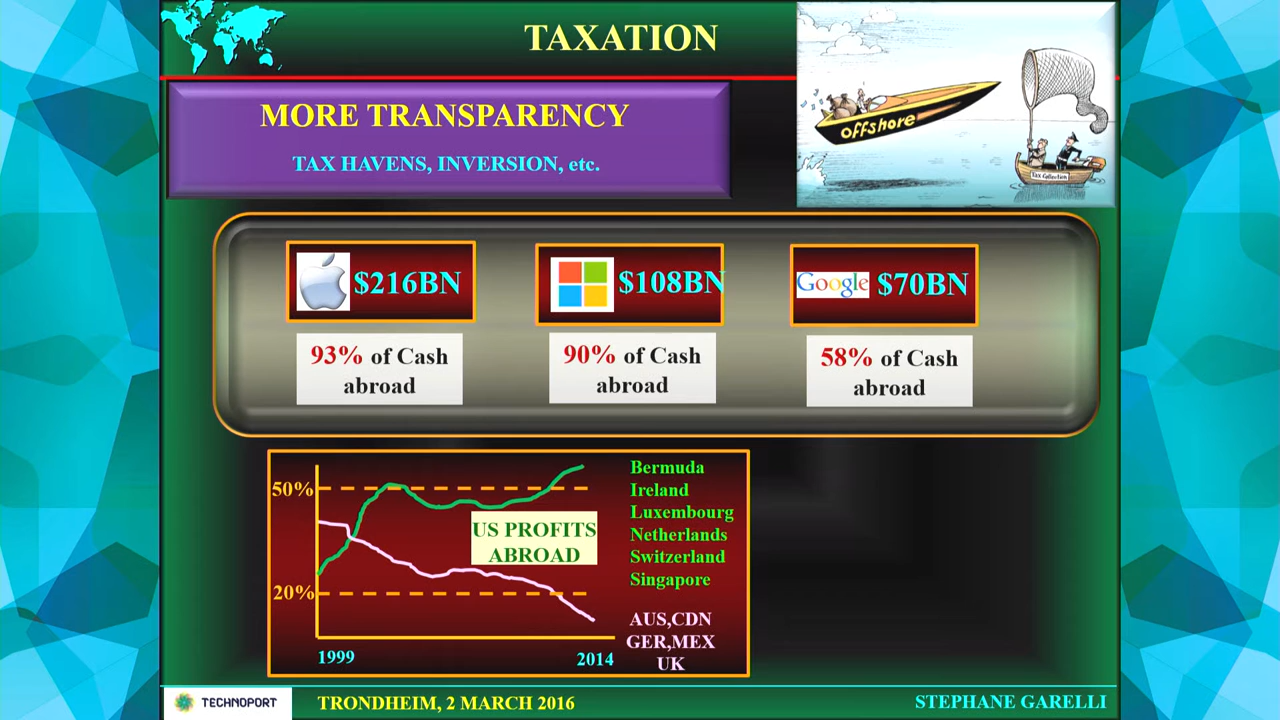 TAXATION
MORE TRANSPARENCY
TAX HAVENS, INVERSION, etc.
offshore
Tax Collection
$216BN
$108BN
Google $70BN
93% of Cash
abroad
90% of Cash
abroad
58% of Cash
abroad
50%
20%
US PROFITS
ABROAD
1999
2014
Bermuda
Ireland
Luxembourg
Netherlands
Switzerland
Singapore
AUS,CDN
GER,MEX
UK
TECHNOPORT
TRONDHEIM, 2 MARCH 2016
STEPHANE GARELLI